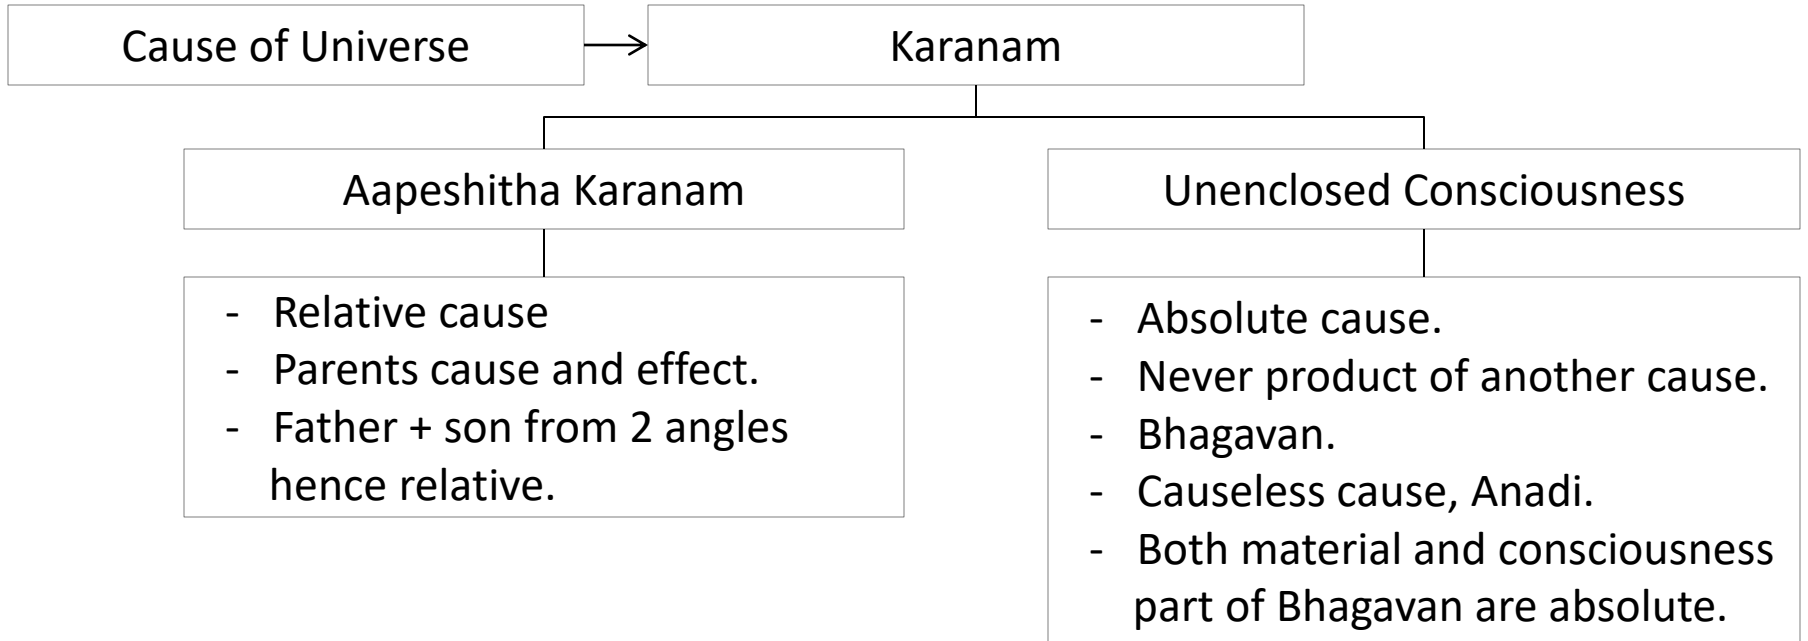 Cause of Universe
Karanam
Aapeshitha Karanam
Unenclosed Consciousness
- Relative cause
- Parents cause and effect.
- Father + son from 2 angles
hence relative.
- Absolute cause.
- Never product of another cause.
- Bhagavan.
- Causeless cause, Anadi.
- Both material and consciousness
part of Bhagavan are absolute.